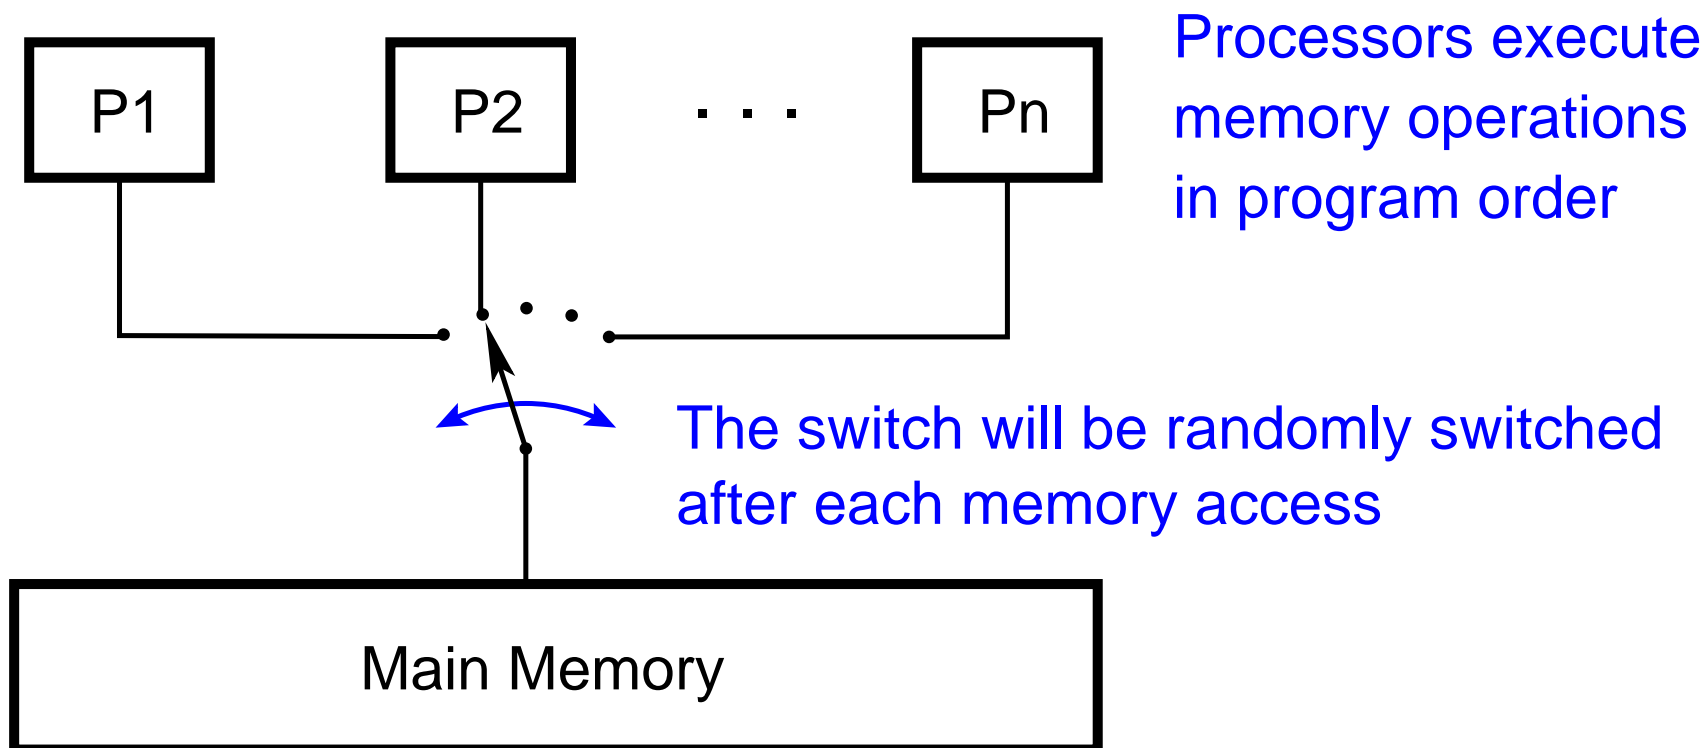 P1
P2
. . .
Pn
Processors execute
memory operations
in program order
The switch will be randomly switched
after each memory access
Main Memory